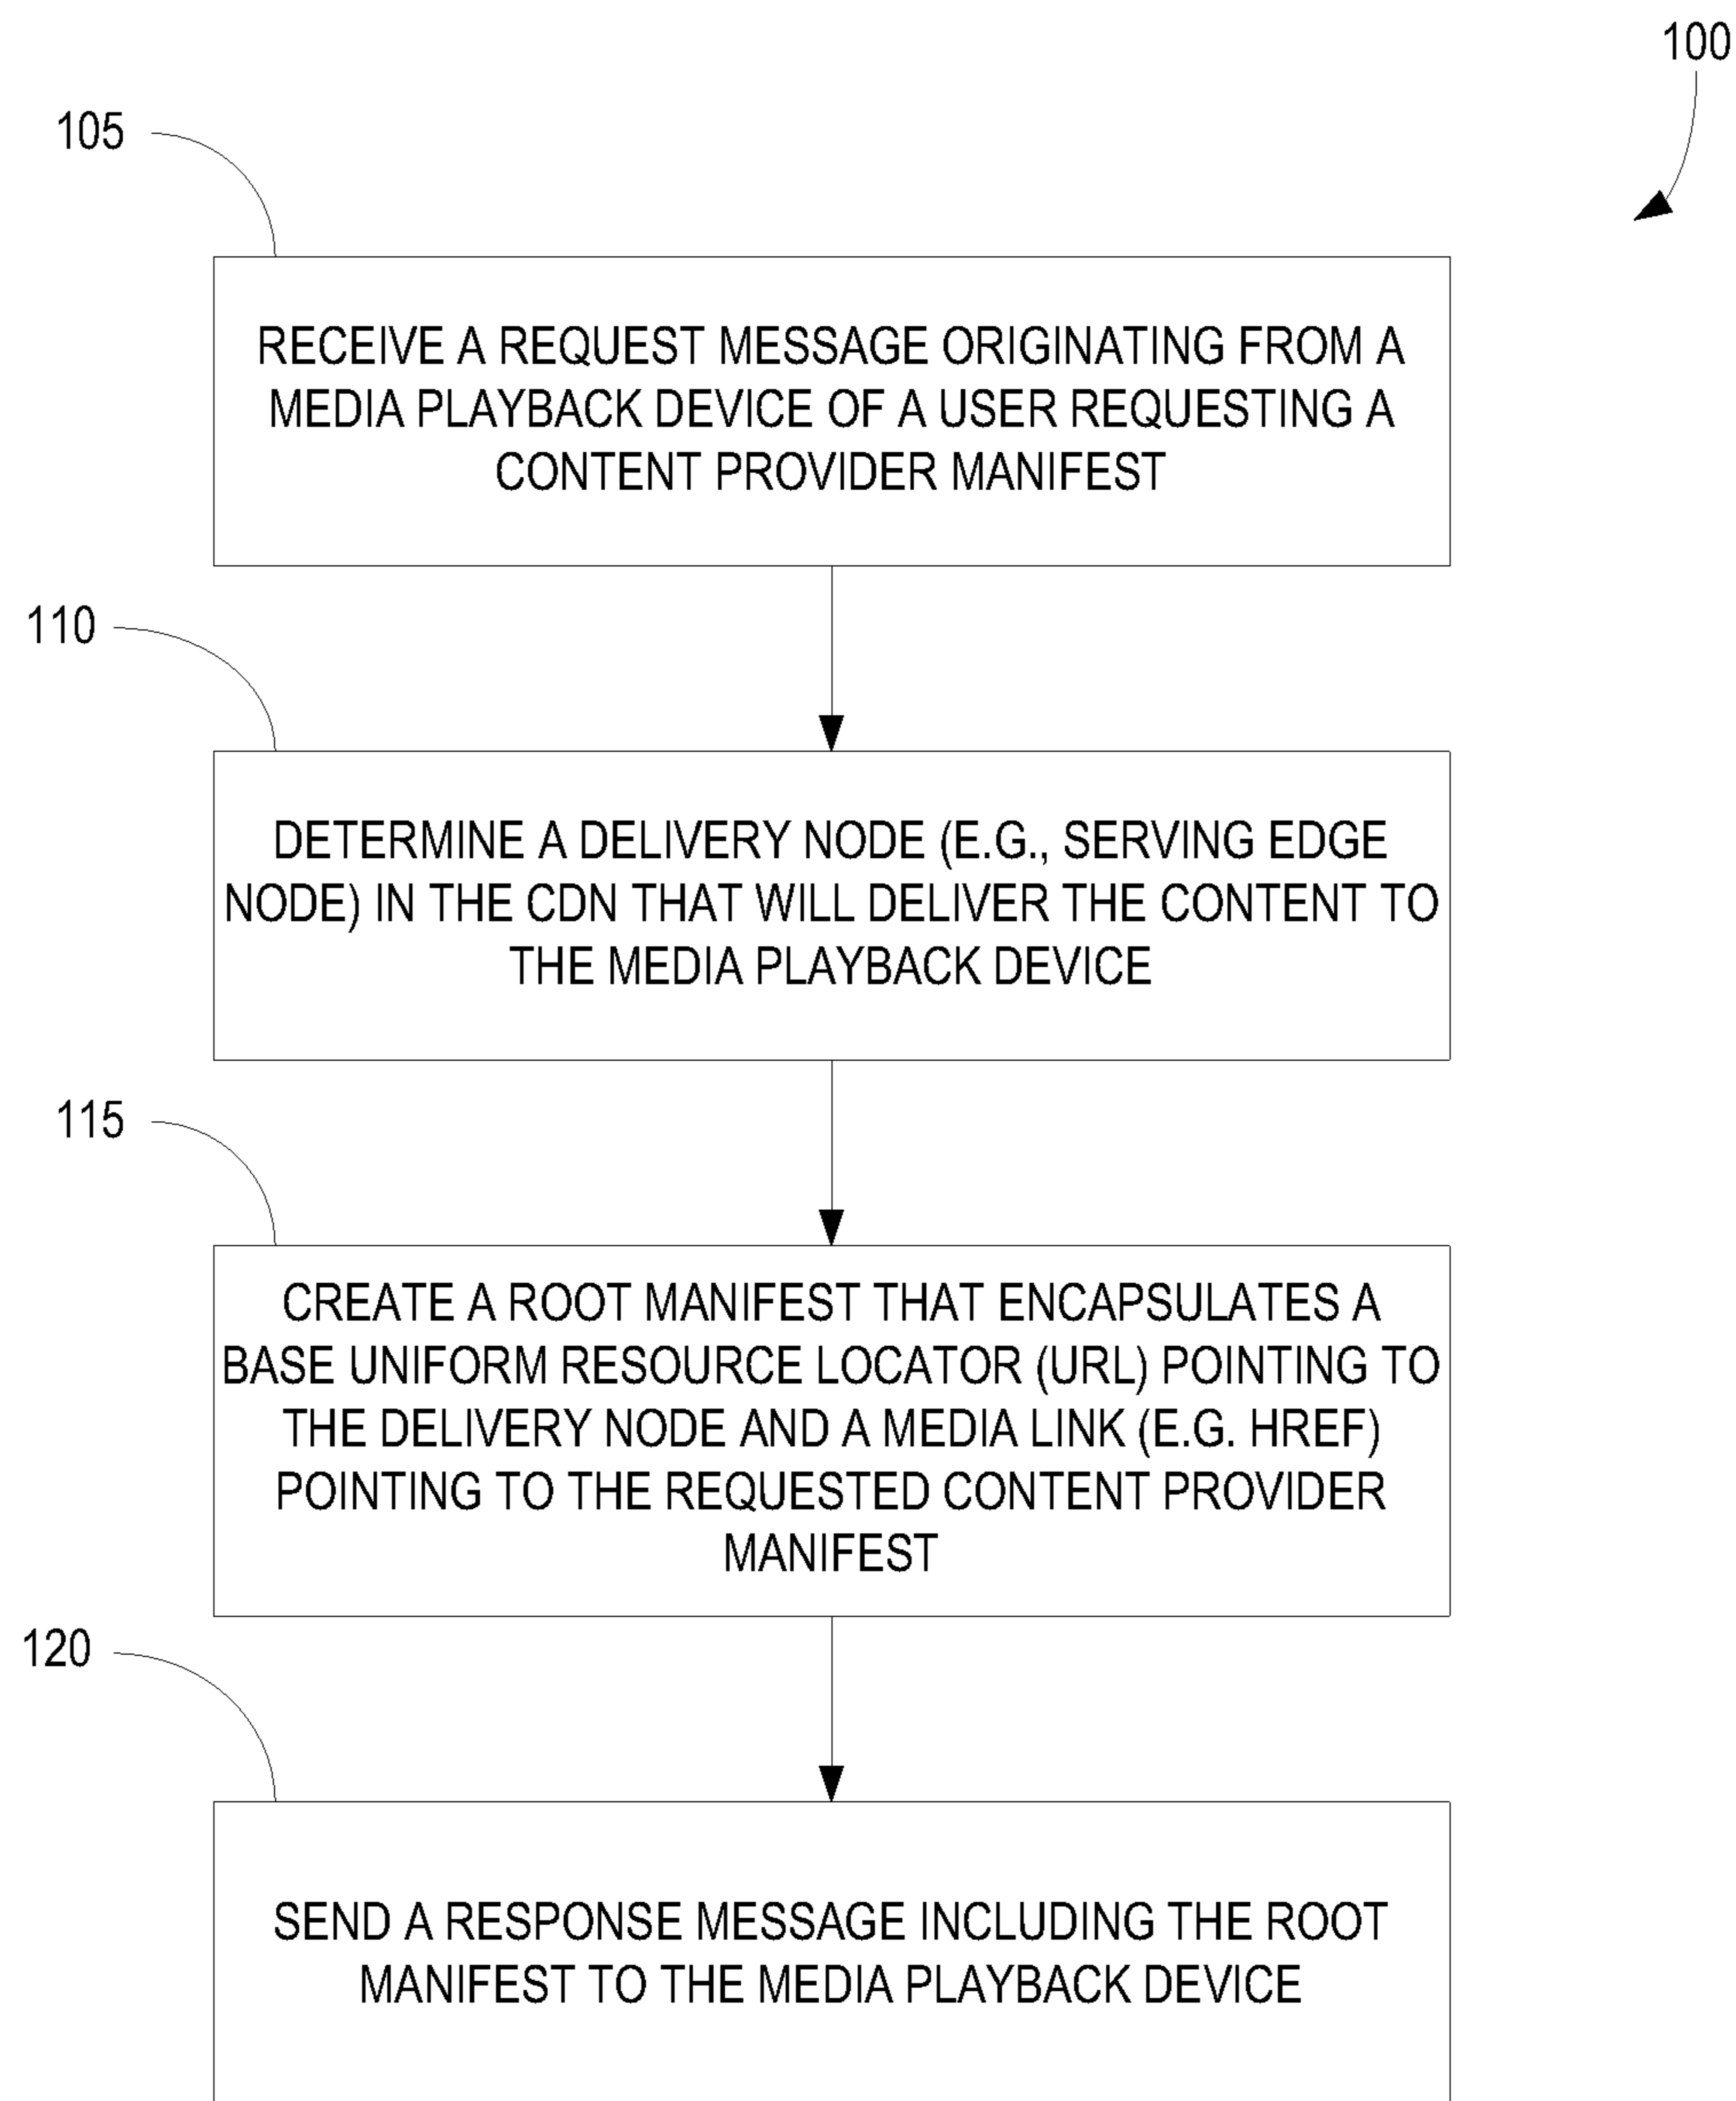 100
105
RECEIVE A REQUEST MESSAGE ORIGINATING FROM A
MEDIA PLAYBACK DEVICE OF A USER REQUESTING A
CONTENT PROVIDER MANIFEST
110
DETERMINE A DELIVERY NODE (E.G., SERVING EDGE
NODE) IN THE CDN THAT WILL DELIVER THE CONTENT TO
THE MEDIA PLAYBACK DEVICE
115
CREATE A ROOT MANIFEST THAT ENCAPSULATES A
BASE UNIFORM RESOURCE LOCATOR (URL) POINTING TO
THE DELIVERY NODE AND A MEDIA LINK (E.G. HREF)
POINTING TO THE REQUESTED CONTENT PROVIDER
MANIFEST
120
SEND A RESPONSE MESSAGE INCLUDING THE ROOT
MANIFEST TO THE MEDIA PLAYBACK DEVICE